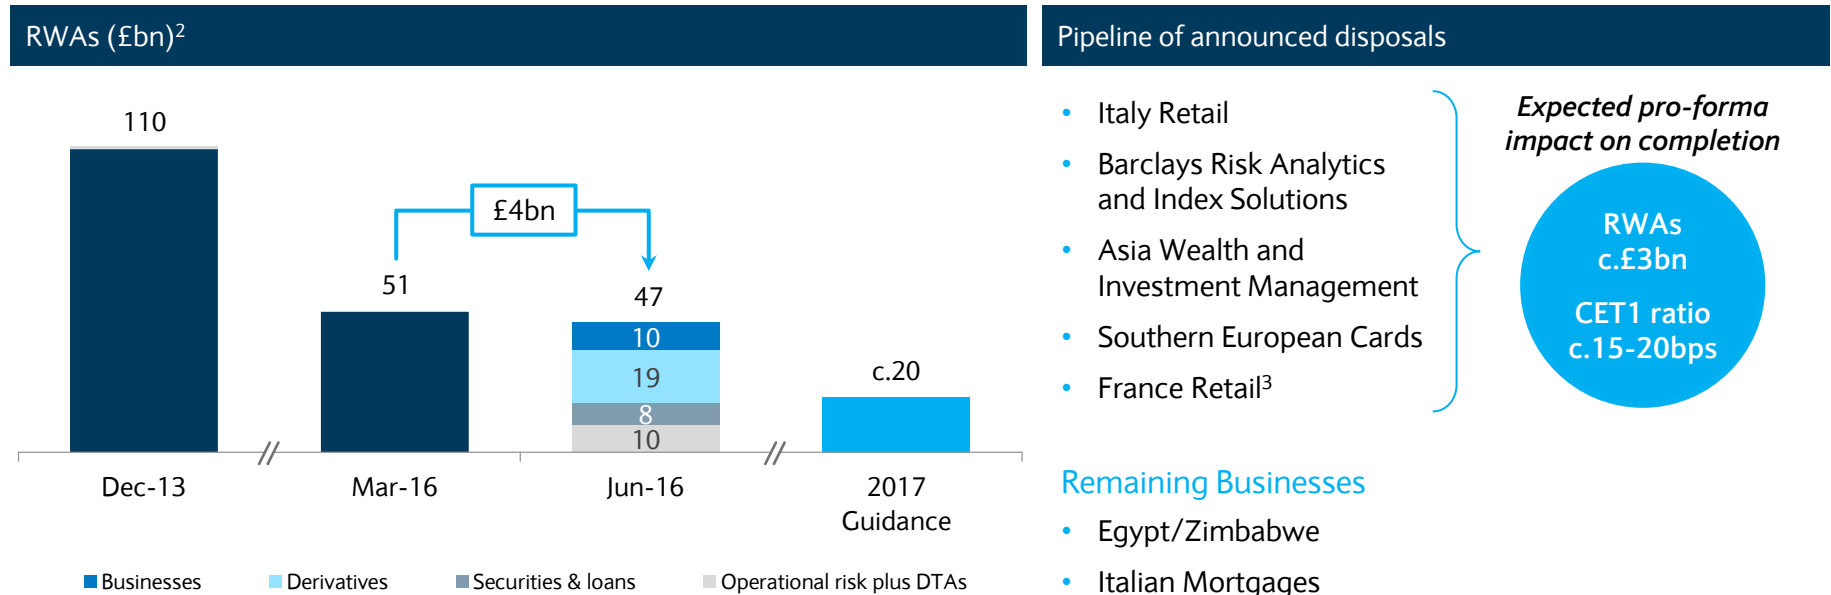 RWAs (£bn)²
110
£4bn
51
47
10
19
8
10
c.20
Dec-13
Mar-16
Jun-16
2017
Guidance
Businesses
Derivatives
Securities & loans
Operational risk plus DTAs
Pipeline of announced disposals
• Italy Retail
• Barclays Risk Analytics
and Index Solutions
• Asia Wealth and
Investment Management
• Southern European Cards
• France Retail³
Expected pro-forma
impact on completion
RWAs
c.£3bn
CET1 ratio
c.15-20bps
Remaining Businesses
• Egypt/Zimbabwe
• Italian Mortgages